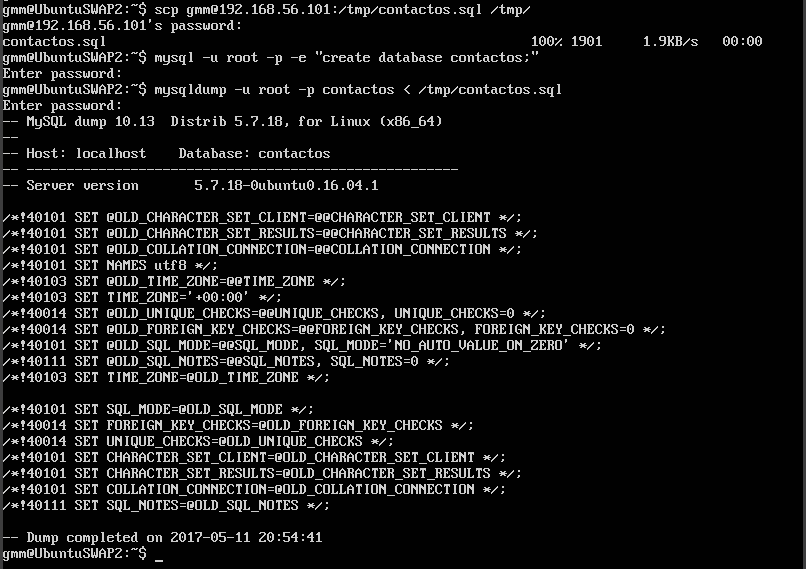 gmm@UbuntuSWAP2:~$ scp gmm@192.168.56.101:/tmp/contactos.sql /tmp/
gmm@192.168.56.101's password:
contactos.sql 100% 1901 1.9KB/s 00:00
gmm@UbuntuSWAP2:~$ mysql -u root -p -e "create database contactos;"
Enter password:
gmm@UbuntuSWAP2:~$ mysqldump -u root -p contactos < /tmp/contactos.sql
Enter password:
-- MySQL dump 10.13  Distrib 5.7.18, for Linux (x86_64)
--
-- Host: localhost    Database: contactos
-- ------------------------------------------------------
-- Server version       5.7.18-0ubuntu0.16.04.1
/*!40101 SET @OLD_CHARACTER_SET_CLIENT=@@CHARACTER_SET_CLIENT */;
/*!40101 SET @OLD_CHARACTER_SET_RESULTS=@@CHARACTER_SET_RESULTS */;
/*!40101 SET @OLD_COLLATION_CONNECTION=@@COLLATION_CONNECTION */;
/*!40101 SET NAMES utf8 */;
/*!40103 SET @OLD_TIME_ZONE=@@TIME_ZONE */;
/*!40103 SET TIME_ZONE='+00:00' */;
/*!40014 SET @OLD_UNIQUE_CHECKS=@@UNIQUE_CHECKS, UNIQUE_CHECKS=0 */;
/*!40014 SET @OLD_FOREIGN_KEY_CHECKS=@@FOREIGN_KEY_CHECKS, FOREIGN_KEY_CHECKS=0 */;
/*!40101 SET @OLD_SQL_MODE=@@SQL_MODE, SQL_MODE='NO_AUTO_VALUE_ON_ZERO' */;
/*!40111 SET @OLD_SQL_NOTES=@@SQL_NOTES, SQL_NOTES=0 */;
/*!40103 SET TIME_ZONE=@OLD_TIME_ZONE */;
/*!40101 SET SQL_MODE=@OLD_SQL_MODE */;
/*!40014 SET FOREIGN_KEY_CHECKS=@OLD_FOREIGN_KEY_CHECKS */;
/*!40014 SET UNIQUE_CHECKS=@OLD_UNIQUE_CHECKS */;
/*!40101 SET CHARACTER_SET_CLIENT=@OLD_CHARACTER_SET_CLIENT */;
/*!40101 SET CHARACTER_SET_RESULTS=@OLD_CHARACTER_SET_RESULTS */;
/*!40101 SET COLLATION_CONNECTION=@OLD_COLLATION_CONNECTION */;
/*!40111 SET SQL_NOTES=@OLD_SQL_NOTES */;
-- Dump completed on 2017-05-11 20:54:41
gmm@UbuntuSWAP2:~$ _